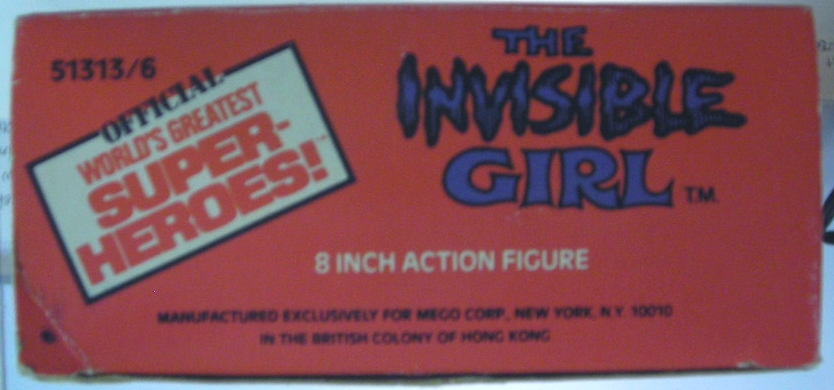 51313/6
OFFICIAL
WORLD'S GREATEST
SUPER-
HEROES!™
THE
INVISIBLE
GIRL T.M.
8 INCH ACTION FIGURE
MANUFACTURED EXCLUSIVELY FOR MEGO CORP., NEW YORK, N.Y. 10010
IN THE BRITISH COLONY OF HONG KONG